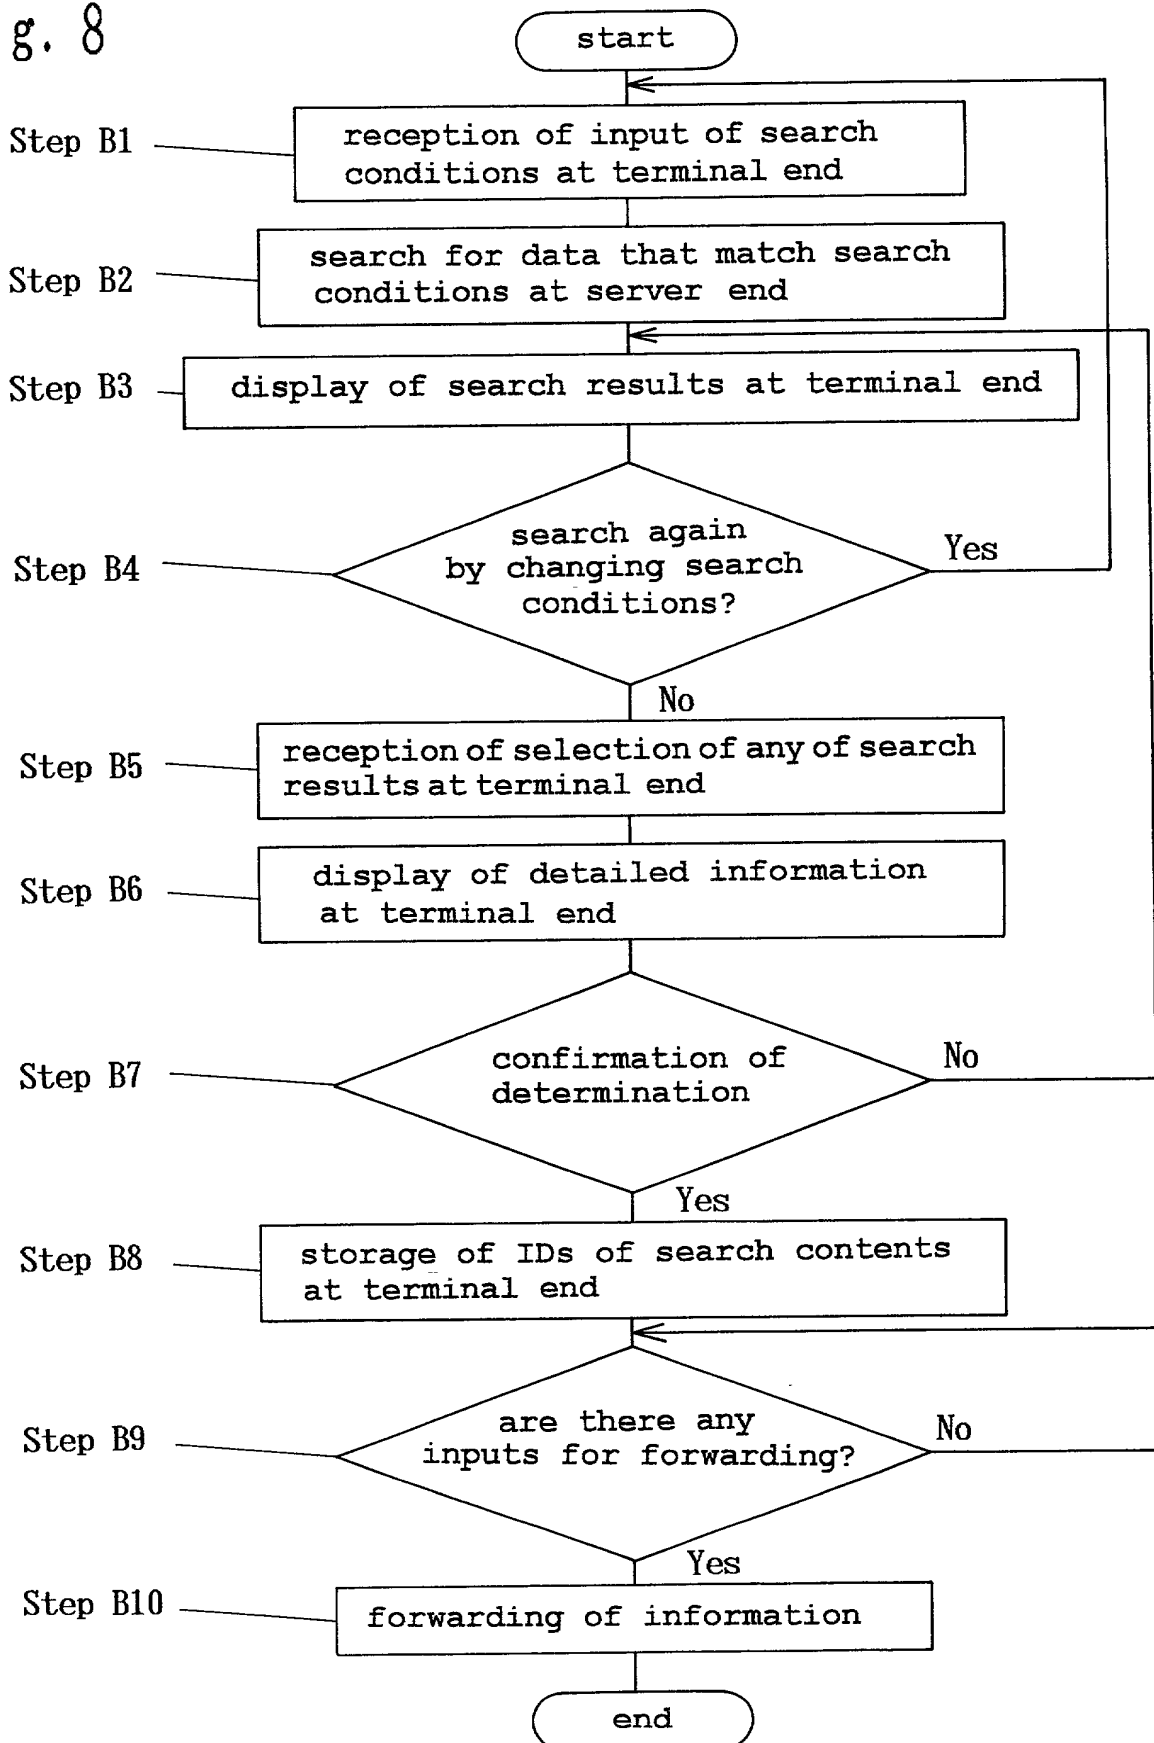 g. 8
start
Step B1
reception of input of search
conditions at terminal end
Step B2
search for data that match search
conditions at server end
Step B3
display of search results at terminal end
Step B4
search again
by changing search
conditions?
Yes
No
Step B5
reception of selection of any of search
results at terminal end
Step B6
display of detailed information
at terminal end
Step B7
confirmation of
determination
No
Yes
Step B8
storage of IDs of search contents
at terminal end
Step B9
are there any
inputs for forwarding?
No
Yes
Step B10
forwarding of information
end